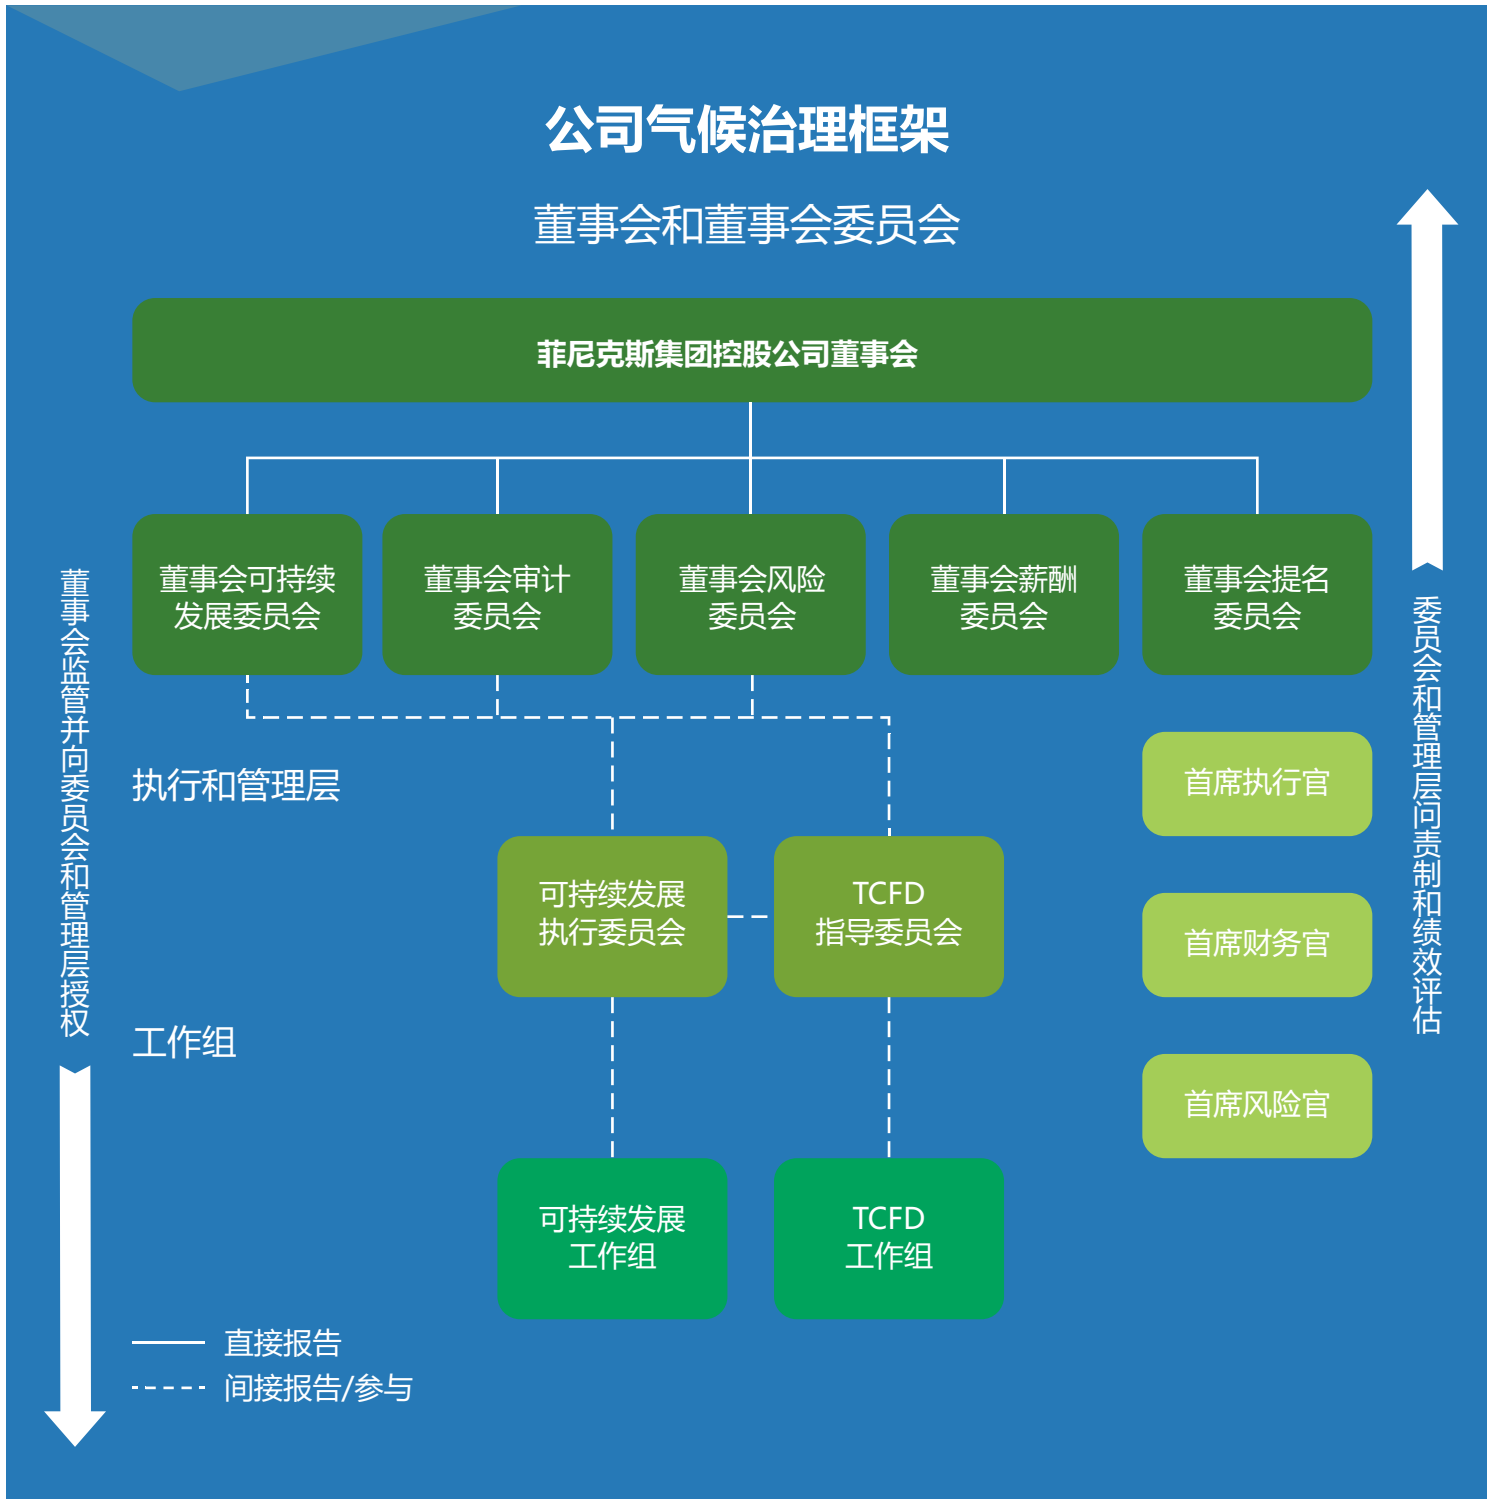 公司气候治理框架
董事会和董事会委员会
菲尼克斯集团控股公司董事会
董事会可持续
发展委员会
董事会审计
委员会
董事会风险
委员会
董事会薪酬
委员会
董事会提名
委员会
董事会监管并向委员会和管理层授权
委员会和管理层问责制和绩效评估
执行和管理层
首席执行官
可持续发展
执行委员会
TCFD
指导委员会
首席财务官
工作组
首席风险官
可持续发展
工作组
TCFD
工作组
直接报告
间接报告/参与